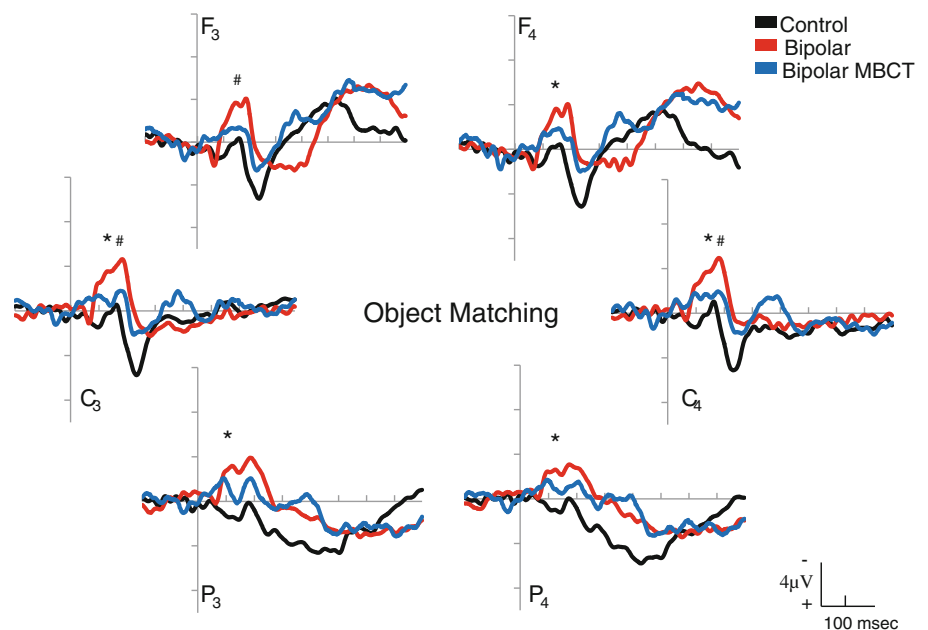 F3
F4
Control
Bipolar
Bipolar MBCT
#
*
* #
* #
Object Matching
C3
C4
*
*
P3
P4
-
4µV
+
100 msec